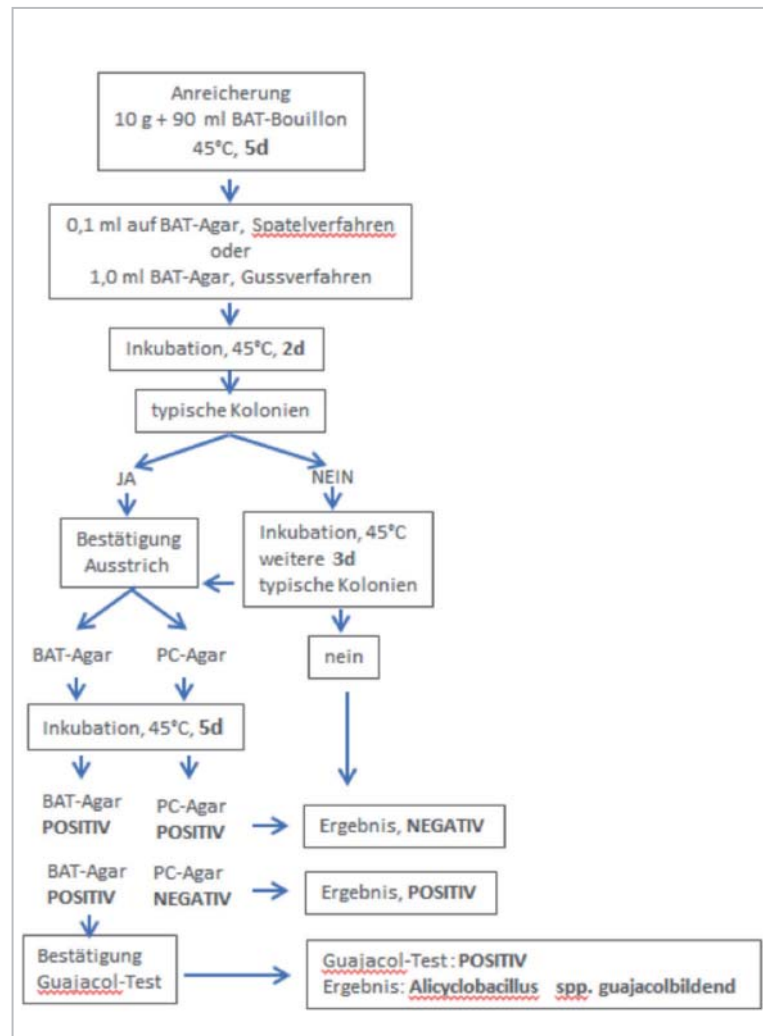 Anreicherung
10 g + 90 ml BAT-Bouillon
45°C, 5d
0,1 ml auf BAT-Agar, Spatelverfahren
oder
1,0 ml BAT-Agar, Gussverfahren
Inkubation, 45°C, 2d
typische Kolonien
JA
NEIN
Bestätigung
Ausstrich
Inkubation, 45°C
weitere 3d
typische Kolonien
BAT-Agar
PC-Agar
nein
Inkubation, 45°C, 5d
BAT-Agar
POSITIV
PC-Agar
POSITIV
Ergebnis, NEGATIV
BAT-Agar
POSITIV
PC-Agar
NEGATIV
Ergebnis, POSITIV
Bestätigung
Guajacol-Test
Guajacol-Test: POSITIV
Ergebnis: Alicyclobacillus spp. guajacolbildend